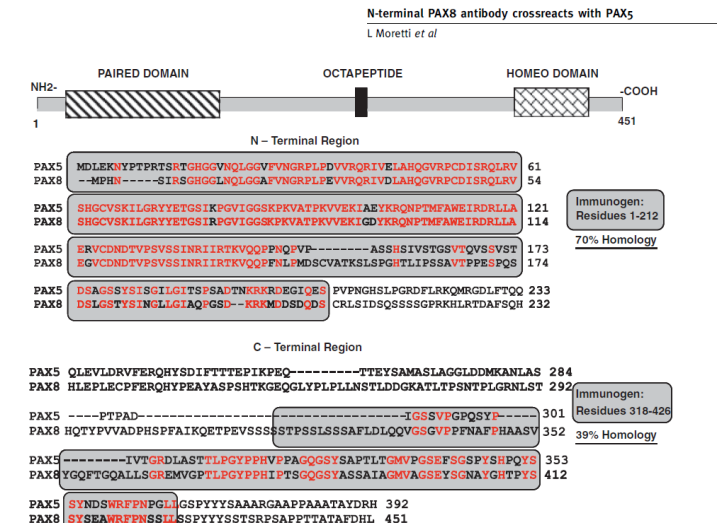 N-terminal PAX8 antibody crossreacts with PAX5
L Moretti et al
PAIRED DOMAIN OCTAPEPTIDE HOMEO DOMAIN
NH2- -COOH
1 451
N – Terminal Region
PAX5 MDLEKNYPTPRTSRTGHGGVNQLGGVFVNGRPLPDVVRQRIVELAHQGVRPCDISRQLRV 61
PAX8 --MPHN-----SIRSGHGGLNQLGGAFVNGRPLPEVVRQRIVDLAHQGVRPCDISRQLRV 54
PAX5 SHGCVSKILGRYYETGSIKPGVIGGSKPKVATPKVVEKIAEYKRQNPTMFAWEIRDRLLA 121
PAX8 SHGCVSKILGRYYETGSIRPGVIGGSKPKVATPKVVEKIGDYKRQNPTMFAWEIRDRLLA 114
Immunogen:
Residues 1-212
70% Homology
PAX5 ERVCDNDTVPSVSSINRIIRTKVQQPPNQPVP---------ASSHSIVSTGSVTQVSSVST 173
PAX8 EGVCDNDTVPSVSSINRIIRTKVQQPFNLPMDSCVATKSLSPGHTLIPSSAVTPPESPQS 174
PAX5 DSAGSSYSISGILGITSPSADTNKRKRDEGIQES PVPNGHSLPGRDFLRKQMRGDLFTQQ 233
PAX8 DSLGSTYSINGLLGIAQPGSD--KRKMDDSDQDS CRLSIDSQSSSSGPRKHLRTDAFSQH 232
C – Terminal Region
PAX5 QLEVLDRVFERQHYSDIFTTTEPIKPEQ----------TTEYSAMASLAGGLDDMKANLAS 284
PAX8 HLEPLECPFERQHYPEAYASPSHTKGEQGLYPLPLLNSTLDDGKATLTPSNTPLGRNLST 292
Immunogen:
Residues 318-426
39% Homology
PAX5 ----PTPAD------------------------------------IGSSVPGPQSYP----- 301
PAX8 HQTYPVVADPHSPFAIKQETPEVSSSSSTPSSLSSSAFLDLQQVGSGVPPFNAFPHAASV 352
PAX5 ---------IVTGRDLASTTLPGYPPHVPPAGQGSYSAPTLTGMVPGSEFSGSPYSHPQYS 353
PAX8 YGQFTGQALLSGREMVGPTLPGYPPHIPTSGQGSYASSAIAGMVAGSEYSGNAYGHTPYS 412
PAX5 SYNDSWRFPNPGLLGSPYYYSAAARGAAPPAAATAYDRH 392
PAX8 SYSEAWRFPNSSLLSSPYYYSSTSRPSAPPTTATAFDHL 451